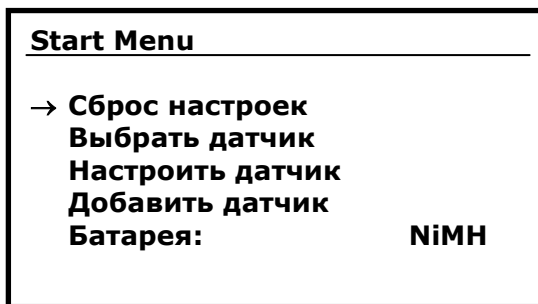 Start Menu
→ Сброс настроек
Выбрать датчик
Настроить датчик
Добавить датчик
Батарея: NiMH